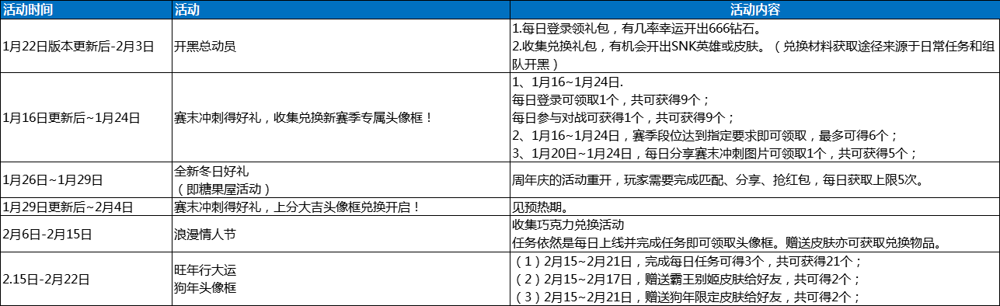 活动时间 活动 活动内容
1月22日版本更新后-2月3日 开黑总动员
1.每日登录领礼包，有几率幸运开出666钻石。
2.收集兑换礼包，有机会开出SNK英雄或皮肤。（兑换材料获取途径来源于日常任务和组
队开黑）
1月16日更新后~1月24日 赛末冲刺得好礼，收集兑换新赛季专属头像框！
1、1月16~1月24日.
每日登录可领取1个，共可获得9个；
每日参与对战可获得1个，共可获得9个；
2、1月16~1月24日，赛季段位达到指定要求即可领取，最多可得6个；
3、1月20日~1月24日，每日分享赛末冲刺图片可领取1个，共可获得5个；
1月26日~1月29日
全新冬日好礼
（即糖果屋活动）
周年庆的活动重开，玩家需要完成匹配、分享、抢红包，每日获取上限5次。
1月29日更新后~2月4日 赛末冲刺得好礼，上分大吉头像框兑换开启！ 见预热期。
2月6日-2月15日 浪漫情人节
收集巧克力兑换活动
任务依然是每日上线并完成任务即可领取头像框。赠送皮肤亦可获取兑换物品。
2.15日-2月22日
旺年行大运
狗年头像框
（1）2月15~2月21日，完成每日任务可得3个，共可获得21个；
（2）2月15~2月17日，赠送霸王别姬皮肤给好友，共可得2个；
（3）2月15~2月21日，赠送狗年限定皮肤给好友，共可得2个；